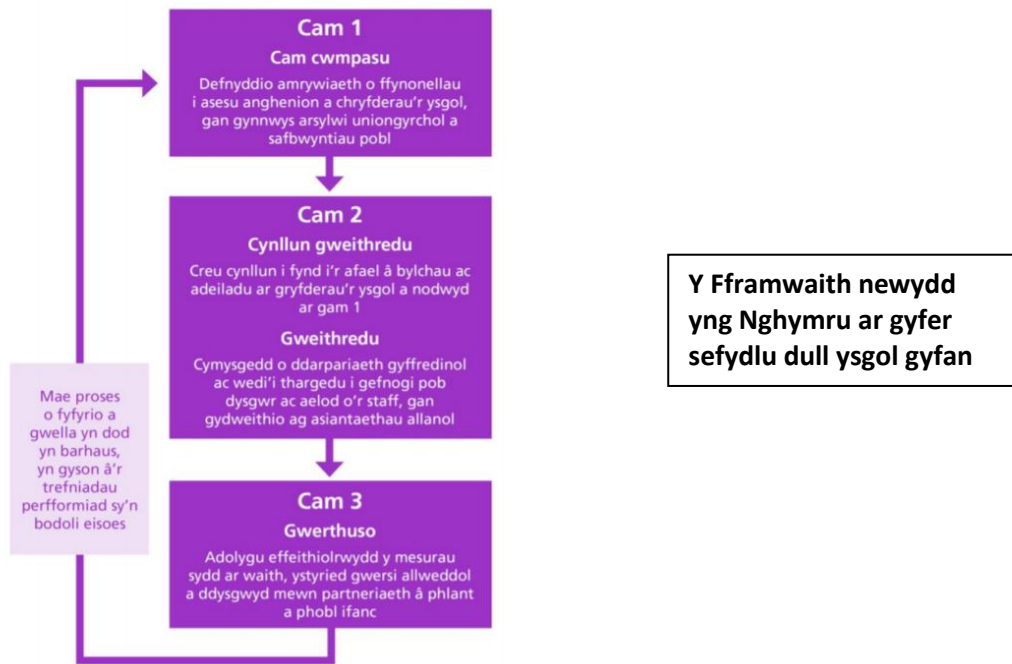 Cam 1
Cam cwmpasu
Defnyddio amrywiaeth o ffynonellau
i asesu anghenion a chryfderau'r ysgol,
gan gynnwys arsylwi uniongyrchol a
safbwyntiau pobl
Cam 2
Cynllun gweithredu
Creu cynllun i fynd i'r afael â bylchau ac
adeiladu ar gryfderau'r ysgol a nodwyd
ar gam 1
Gweithredu
Cymysgedd o ddarpariaeth gyffredinol
ac wedi'i thargedu i gefnogi pob
dysgwr ac aelod o'r staff, gan
gydweithio ag asiantaethau allanol
Cam 3
Gwerthuso
Adolygu effeithiolrwydd y mesurau
sydd ar waith, ystyried gwersi allweddol
a ddysgwyd mewn partneriaeth â phlant
a phobl ifanc
Mae proses
o fyfyrio a
gwella yn dod
yn barhaus,
yn gyson â'r
trefniadau
perfformiad sy'n
bodoli eisoes
Y Fframwaith newydd
yng Nghymru ar gyfer
sefydlu dull ysgol gyfan